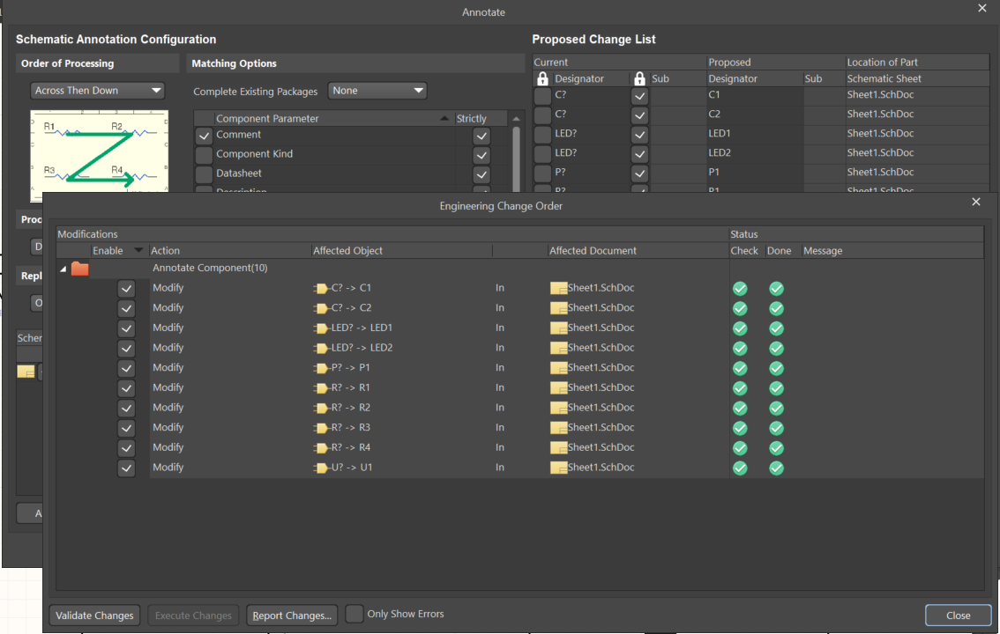 Annotate
Schematic Annotation Configuration
Proposed Change List
Order of Processing
Matching Options
Current
Proposed
Location of Part
Designator
Sub
Designator
Sub
Schematic Sheet
Across Then Down
Complete Existing Packages
None
C?
C1
Sheet1.SchDoc
Component Parameter
Strictly
C?
C2
Sheet1.SchDoc
R1
R2
Comment
LED?
LED1
Sheet1.SchDoc
Component Kind
LED?
LED2
Sheet1.SchDoc
R3
R4
Datasheet
P?
P1
Sheet1.SchDoc
Description
R?
R1
Sheet1.SchDoc
Engineering Change Order
Modifications
Status
Enable
Action
Affected Object
Affected Document
Check
Done
Message
Annotate Component(10)
Modify
C? -> C1
In
Sheet1.SchDoc
Modify
C? -> C2
In
Sheet1.SchDoc
Modify
LED? -> LED1
In
Sheet1.SchDoc
Modify
LED? -> LED2
In
Sheet1.SchDoc
Modify
P? -> P1
In
Sheet1.SchDoc
Modify
R? -> R1
In
Sheet1.SchDoc
Modify
R? -> R2
In
Sheet1.SchDoc
Modify
R? -> R3
In
Sheet1.SchDoc
Modify
R? -> R4
In
Sheet1.SchDoc
Modify
U? -> U1
In
Sheet1.SchDoc
Validate Changes
Execute Changes
Report Changes...
Only Show Errors
Close